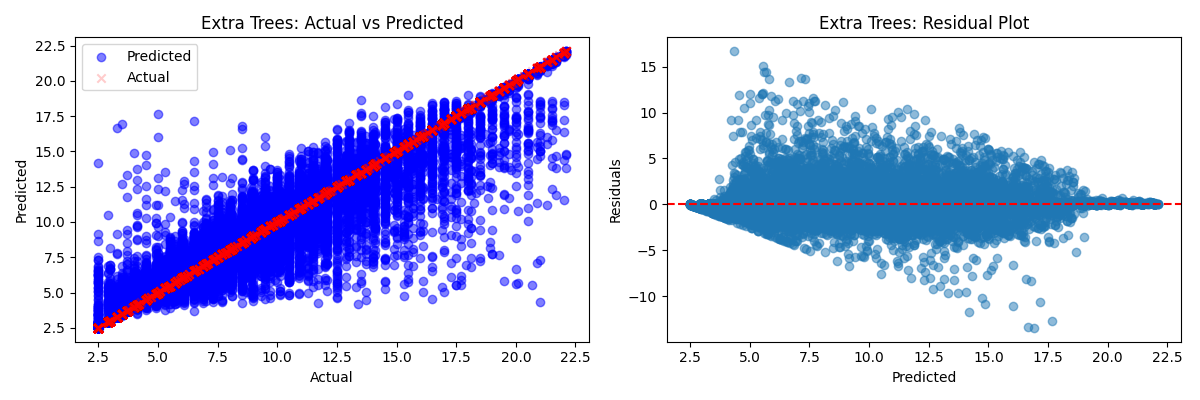 Extra Trees: Actual vs Predicted
Predicted
Actual
22.5
20.0
17.5
15.0
12.5
10.0
7.5
5.0
2.5
Predicted
2.5 5.0 7.5 10.0 12.5 15.0 17.5 20.0 22.5
Actual
Extra Trees: Residual Plot
15
10
5
0
−5
−10
Residuals
2.5 5.0 7.5 10.0 12.5 15.0 17.5 20.0 22.5
Predicted